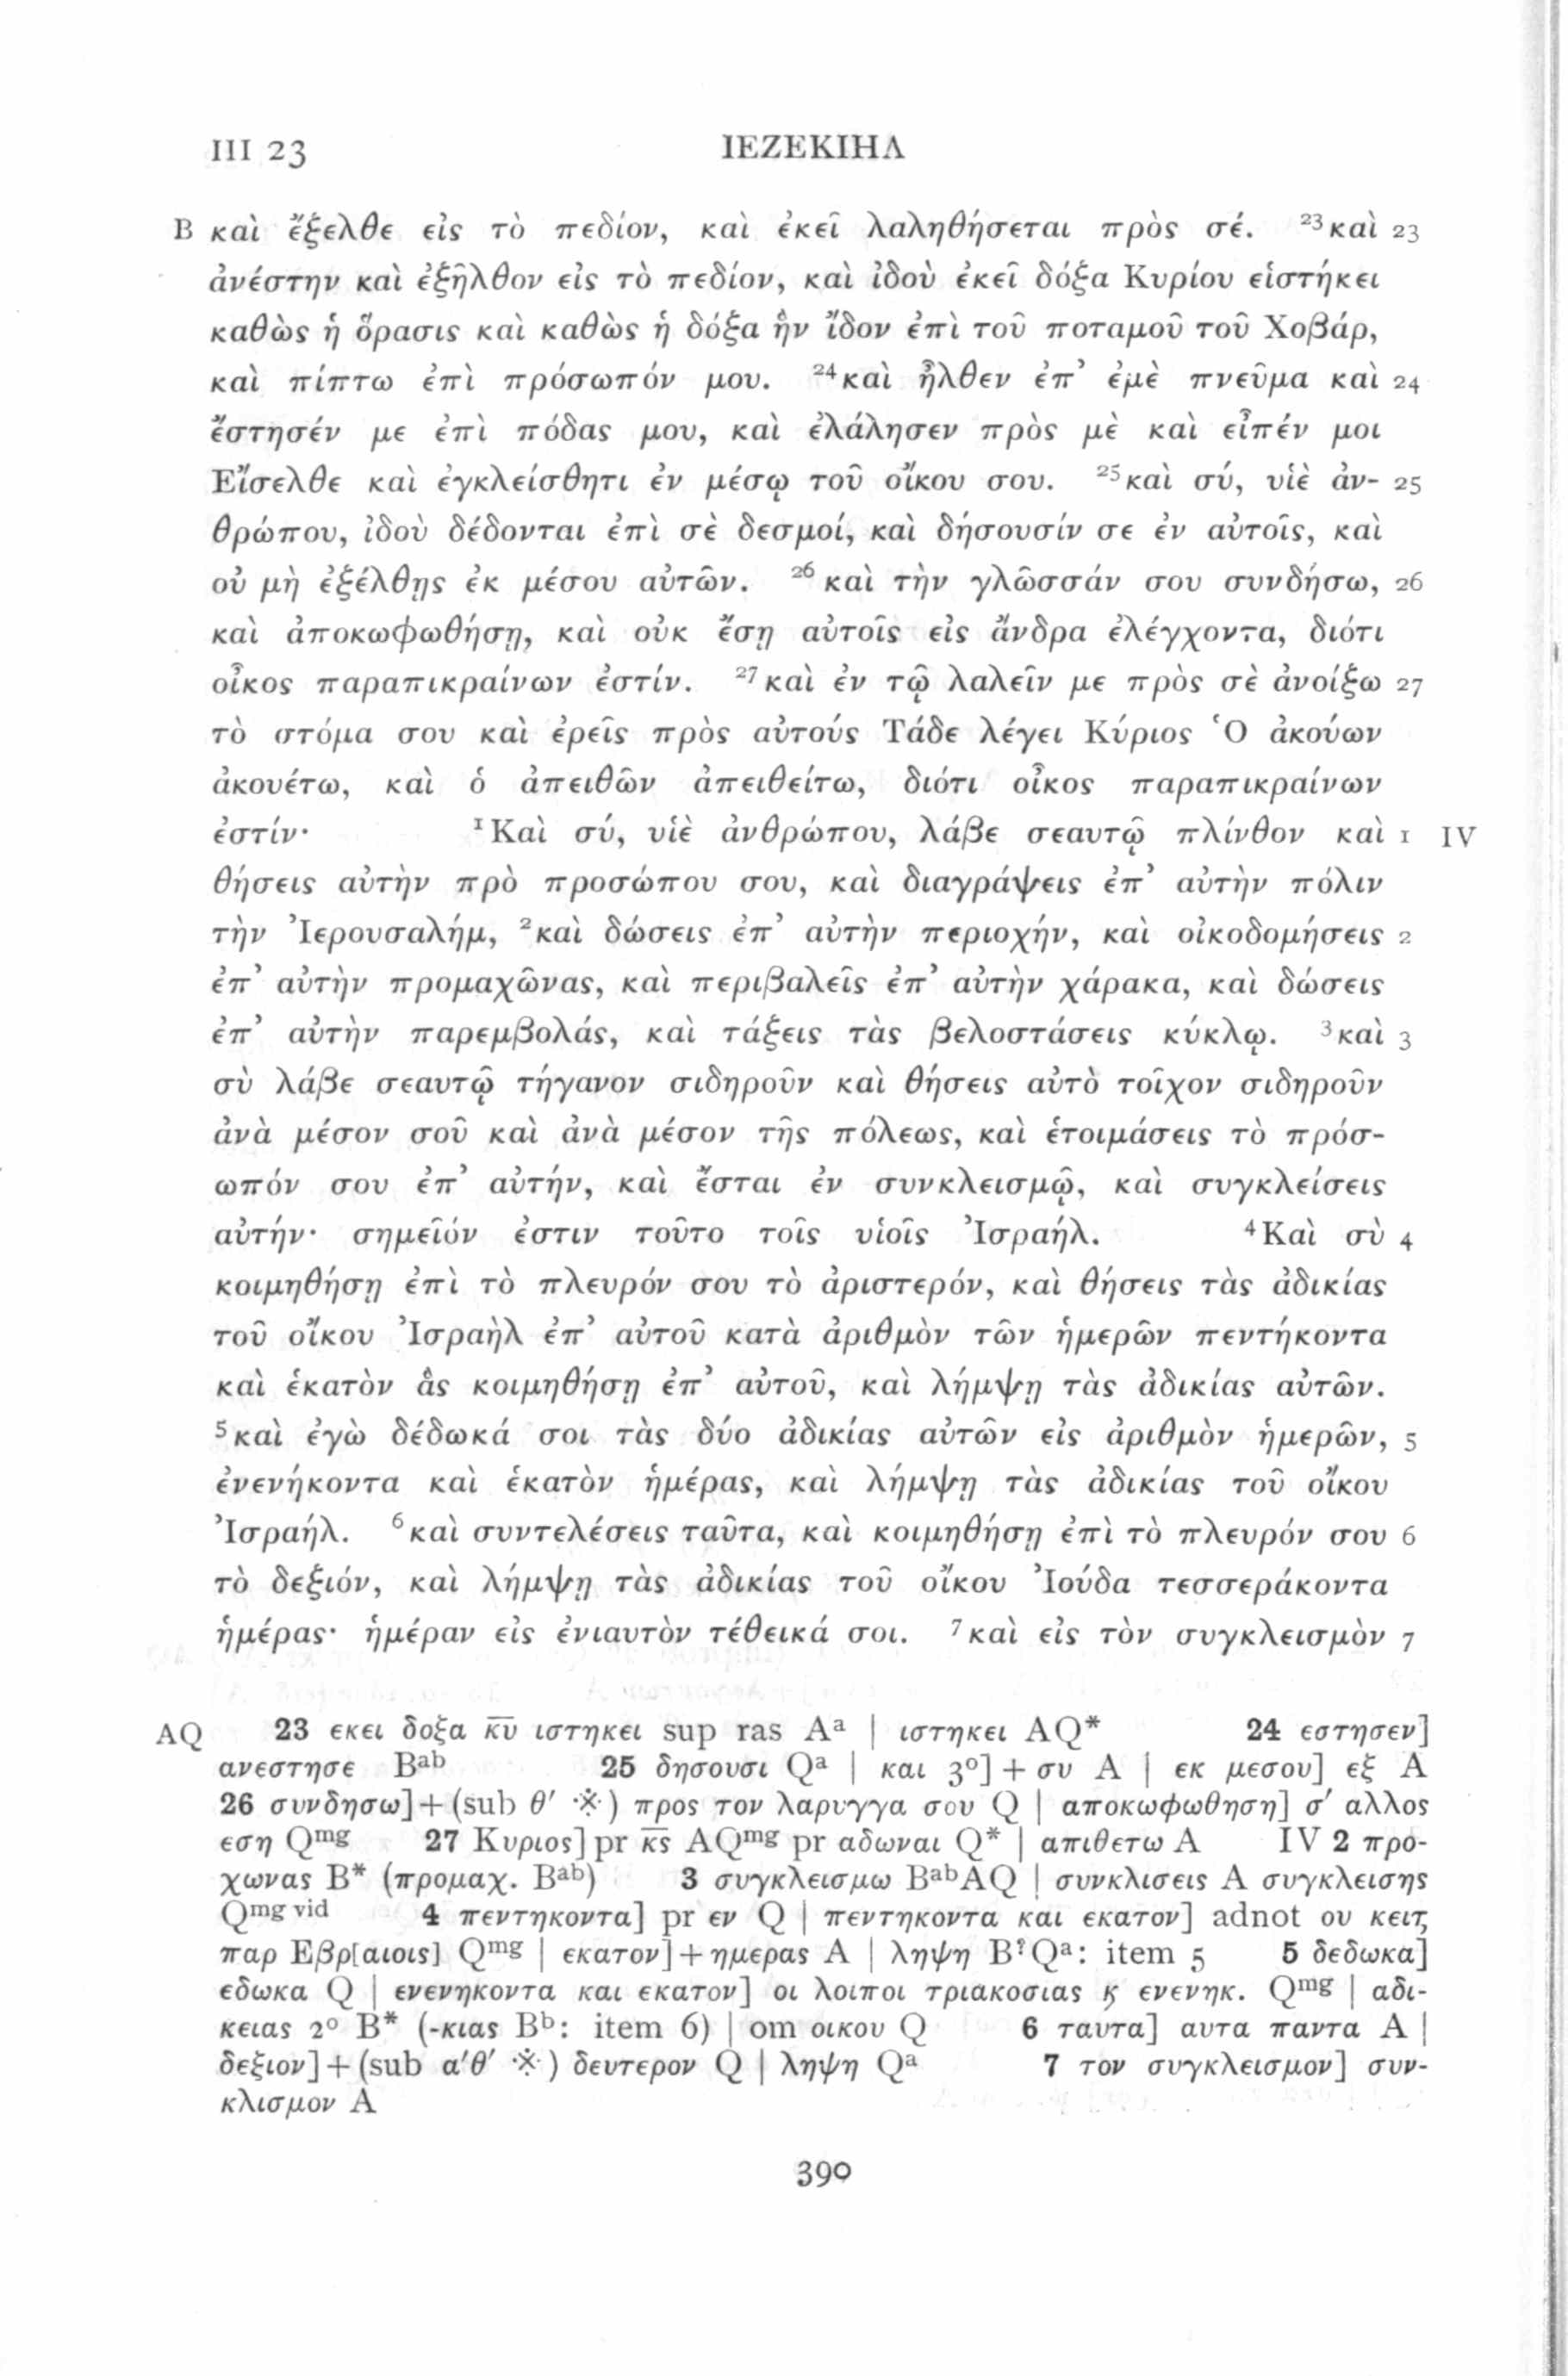 III 23 ΙΕΖΕΚΙΗΛ
B καὶ ἔξελθε εἰς τὸ πεδίον, καὶ ἐκεῖ λαληθήσεται πρὸς σέ. ²³καὶ 23
ἀνέστην καὶ ἐξῆλθον εἰς τὸ πεδίον, καὶ ἰδοὺ ἐκεῖ δόξα Κυρίου εἱστήκει
καθὼς ἡ ὅρασις καὶ καθὼς ἡ δόξα ἣν ἴδον ἐπὶ τοῦ ποταμοῦ τοῦ Χοβάρ,
καὶ πίπτω ἐπὶ πρόσωπόν μου. ²⁴καὶ ἦλθεν ἐπ’ ἐμὲ πνεῦμα καὶ 24
ἔστησέν με ἐπὶ πόδας μου, καὶ ἐλάλησεν πρὸς μὲ καὶ εἶπέν μοι
Εἴσελθε καὶ ἐγκλείσθητι ἐν μέσῳ τοῦ οἴκου σου. ²⁵καὶ σύ, υἱὲ ἀν- 25
θρώπου, ἰδοὺ δέδονται ἐπὶ σὲ δεσμοί, καὶ δήσουσίν σε ἐν αὐτοῖς, καὶ
οὐ μὴ ἐξέλθῃς ἐκ μέσου αὐτῶν. ²⁶καὶ τὴν γλῶσσάν σου συνδήσω, 26
καὶ ἀποκωφωθήσῃ, καὶ οὐκ ἔσῃ αὐτοῖς εἰς ἄνδρα ἐλέγχοντα, διότι
οἶκος παραπικραίνων ἐστίν. ²⁷καὶ ἐν τῷ λαλεῖν με πρὸς σὲ ἀνοίξω 27
τὸ στόμα σου καὶ ἐρεῖς πρὸς αὐτούς Τάδε λέγει Κύριος Ὁ ἀκούων
ἀκουέτω, καὶ ὁ ἀπειθῶν ἀπειθείτω, διότι οἶκος παραπικραίνων
ἐστίν· ¹Καὶ σύ, υἱὲ ἀνθρώπου, λάβε σεαυτῷ πλίνθον καὶ 1 IV
θήσεις αὐτὴν πρὸ προσώπου σου, καὶ διαγράψεις ἐπ’ αὐτὴν πόλιν
τὴν Ἰερουσαλήμ, ²καὶ δώσεις ἐπ’ αὐτὴν περιοχήν, καὶ οἰκοδομήσεις 2
ἐπ’ αὐτὴν προμαχῶνας, καὶ περιβαλεῖς ἐπ’ αὐτὴν χάρακα, καὶ δώσεις
ἐπ’ αὐτὴν παρεμβολάς, καὶ τάξεις τὰς βελοστάσεις κύκλῳ. ³καὶ 3
σὺ λάβε σεαυτῷ τήγανον σιδηροῦν καὶ θήσεις αὐτὸ τοῖχον σιδηροῦν
ἀνὰ μέσον σοῦ καὶ ἀνὰ μέσον τῆς πόλεως, καὶ ἑτοιμάσεις τὸ πρόσ-
ωπόν σου ἐπ’ αὐτήν, καὶ ἔσται ἐν συνκλεισμῷ, καὶ συγκλείσεις
αὐτήν· σημεῖόν ἐστιν τοῦτο τοῖς υἱοῖς Ἰσραήλ. ⁴Καὶ σὺ 4
κοιμηθήσῃ ἐπὶ τὸ πλευρόν σου τὸ ἀριστερόν, καὶ θήσεις τὰς ἀδικίας
τοῦ οἴκου Ἰσραὴλ ἐπ’ αὐτοῦ κατὰ ἀριθμὸν τῶν ἡμερῶν πεντήκοντα
καὶ ἑκατὸν ἃς κοιμηθήσῃ ἐπ’ αὐτοῦ, καὶ λήμψῃ τὰς ἀδικίας αὐτῶν.
⁵καὶ ἐγὼ δέδωκά σοι τὰς δύο ἀδικίας αὐτῶν εἰς ἀριθμὸν ἡμερῶν, 5
ἐνενήκοντα καὶ ἑκατὸν ἡμέρας, καὶ λήμψῃ τὰς ἀδικίας τοῦ οἴκου
Ἰσραήλ. ⁶καὶ συντελέσεις ταῦτα, καὶ κοιμηθήσῃ ἐπὶ τὸ πλευρόν σου 6
τὸ δεξιόν, καὶ λήμψῃ τὰς ἀδικίας τοῦ οἴκου Ἰούδα τεσσεράκοντα
ἡμέρας· ἡμέραν εἰς ἐνιαυτὸν τέθεικά σοι. ⁷καὶ εἰς τὸν συγκλεισμὸν 7
AQ 23 εκει δοξα κ̅υ̅ ιστηκει sup ras Aᵃ | ιστηκει AQ* 24 εστησεν]
ανεστησε Bᵃᵇ 25 δησουσι Qᵃ | και 3⁰] + συ A | εκ μεσου] εξ A
26 συνδησω] + (sub θ′ ※) προς τον λαρυγγα σου Q | αποκωφωθηση] σ′ αλλος
εση Qᵐᵍ 27 Κυριος] pr κ̅ς̅ AQᵐᵍ pr αδωναι Q* | απιθετω A IV 2 προ-
χωνας B* (προμαχ. Bᵃᵇ) 3 συγκλεισμω BᵃᵇAQ | συνκλισεις A συγκλεισης
Qᵐᵍ ᵛⁱᵈ 4 πεντηκοντα] pr εν Q | πεντηκοντα και εκατον] adnot ου κειτ,
παρ Εβρ[αιοις] Qᵐᵍ | εκατον] + ημερας A | ληψη B?Qᵃ: item 5 5 δεδωκα]
εδωκα Q | ενενηκοντα και εκατον] οι λοιποι τριακοσιας ϗ ενενηκ. Qᵐᵍ | αδι-
κειας 2⁰ B* (-κιας Bᵇ: item 6) | om οικου Q 6 ταυτα] αυτα παντα A |
δεξιον] + (sub α′θ′ ※) δευτερον Q | ληψη Qᵃ 7 τον συγκλεισμον] συν-
κλισμον A
390